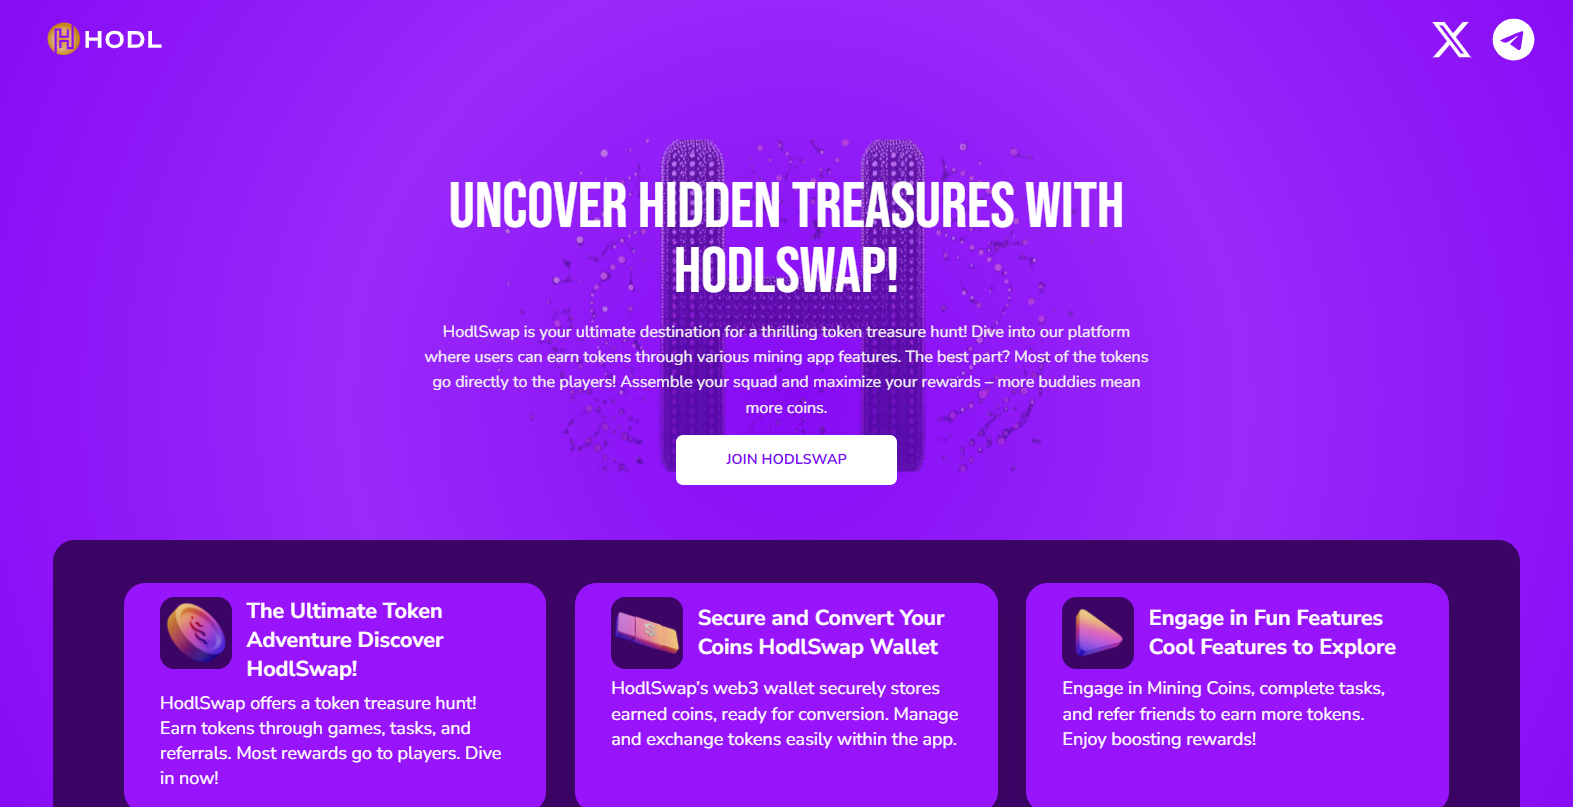 HODL
UNCOVER HIDDEN TREASURES WITH
HODLSWAP!
HodlSwap is your ultimate destination for a thrilling token treasure hunt! Dive into our platform
where users can earn tokens through various mining app features. The best part? Most of the tokens
go directly to the players! Assemble your squad and maximize your rewards – more buddies mean
more coins.
JOIN HODLSWAP
The Ultimate Token
Adventure Discover
HodlSwap!
HodlSwap offers a token treasure hunt!
Earn tokens through games, tasks, and
referrals. Most rewards go to players. Dive
in now!
Secure and Convert Your
Coins HodlSwap Wallet
HodlSwap’s web3 wallet securely stores
earned coins, ready for conversion. Manage
and exchange tokens easily within the app.
Engage in Fun Features
Cool Features to Explore
Engage in Mining Coins, complete tasks,
and refer friends to earn more tokens.
Enjoy boosting rewards!